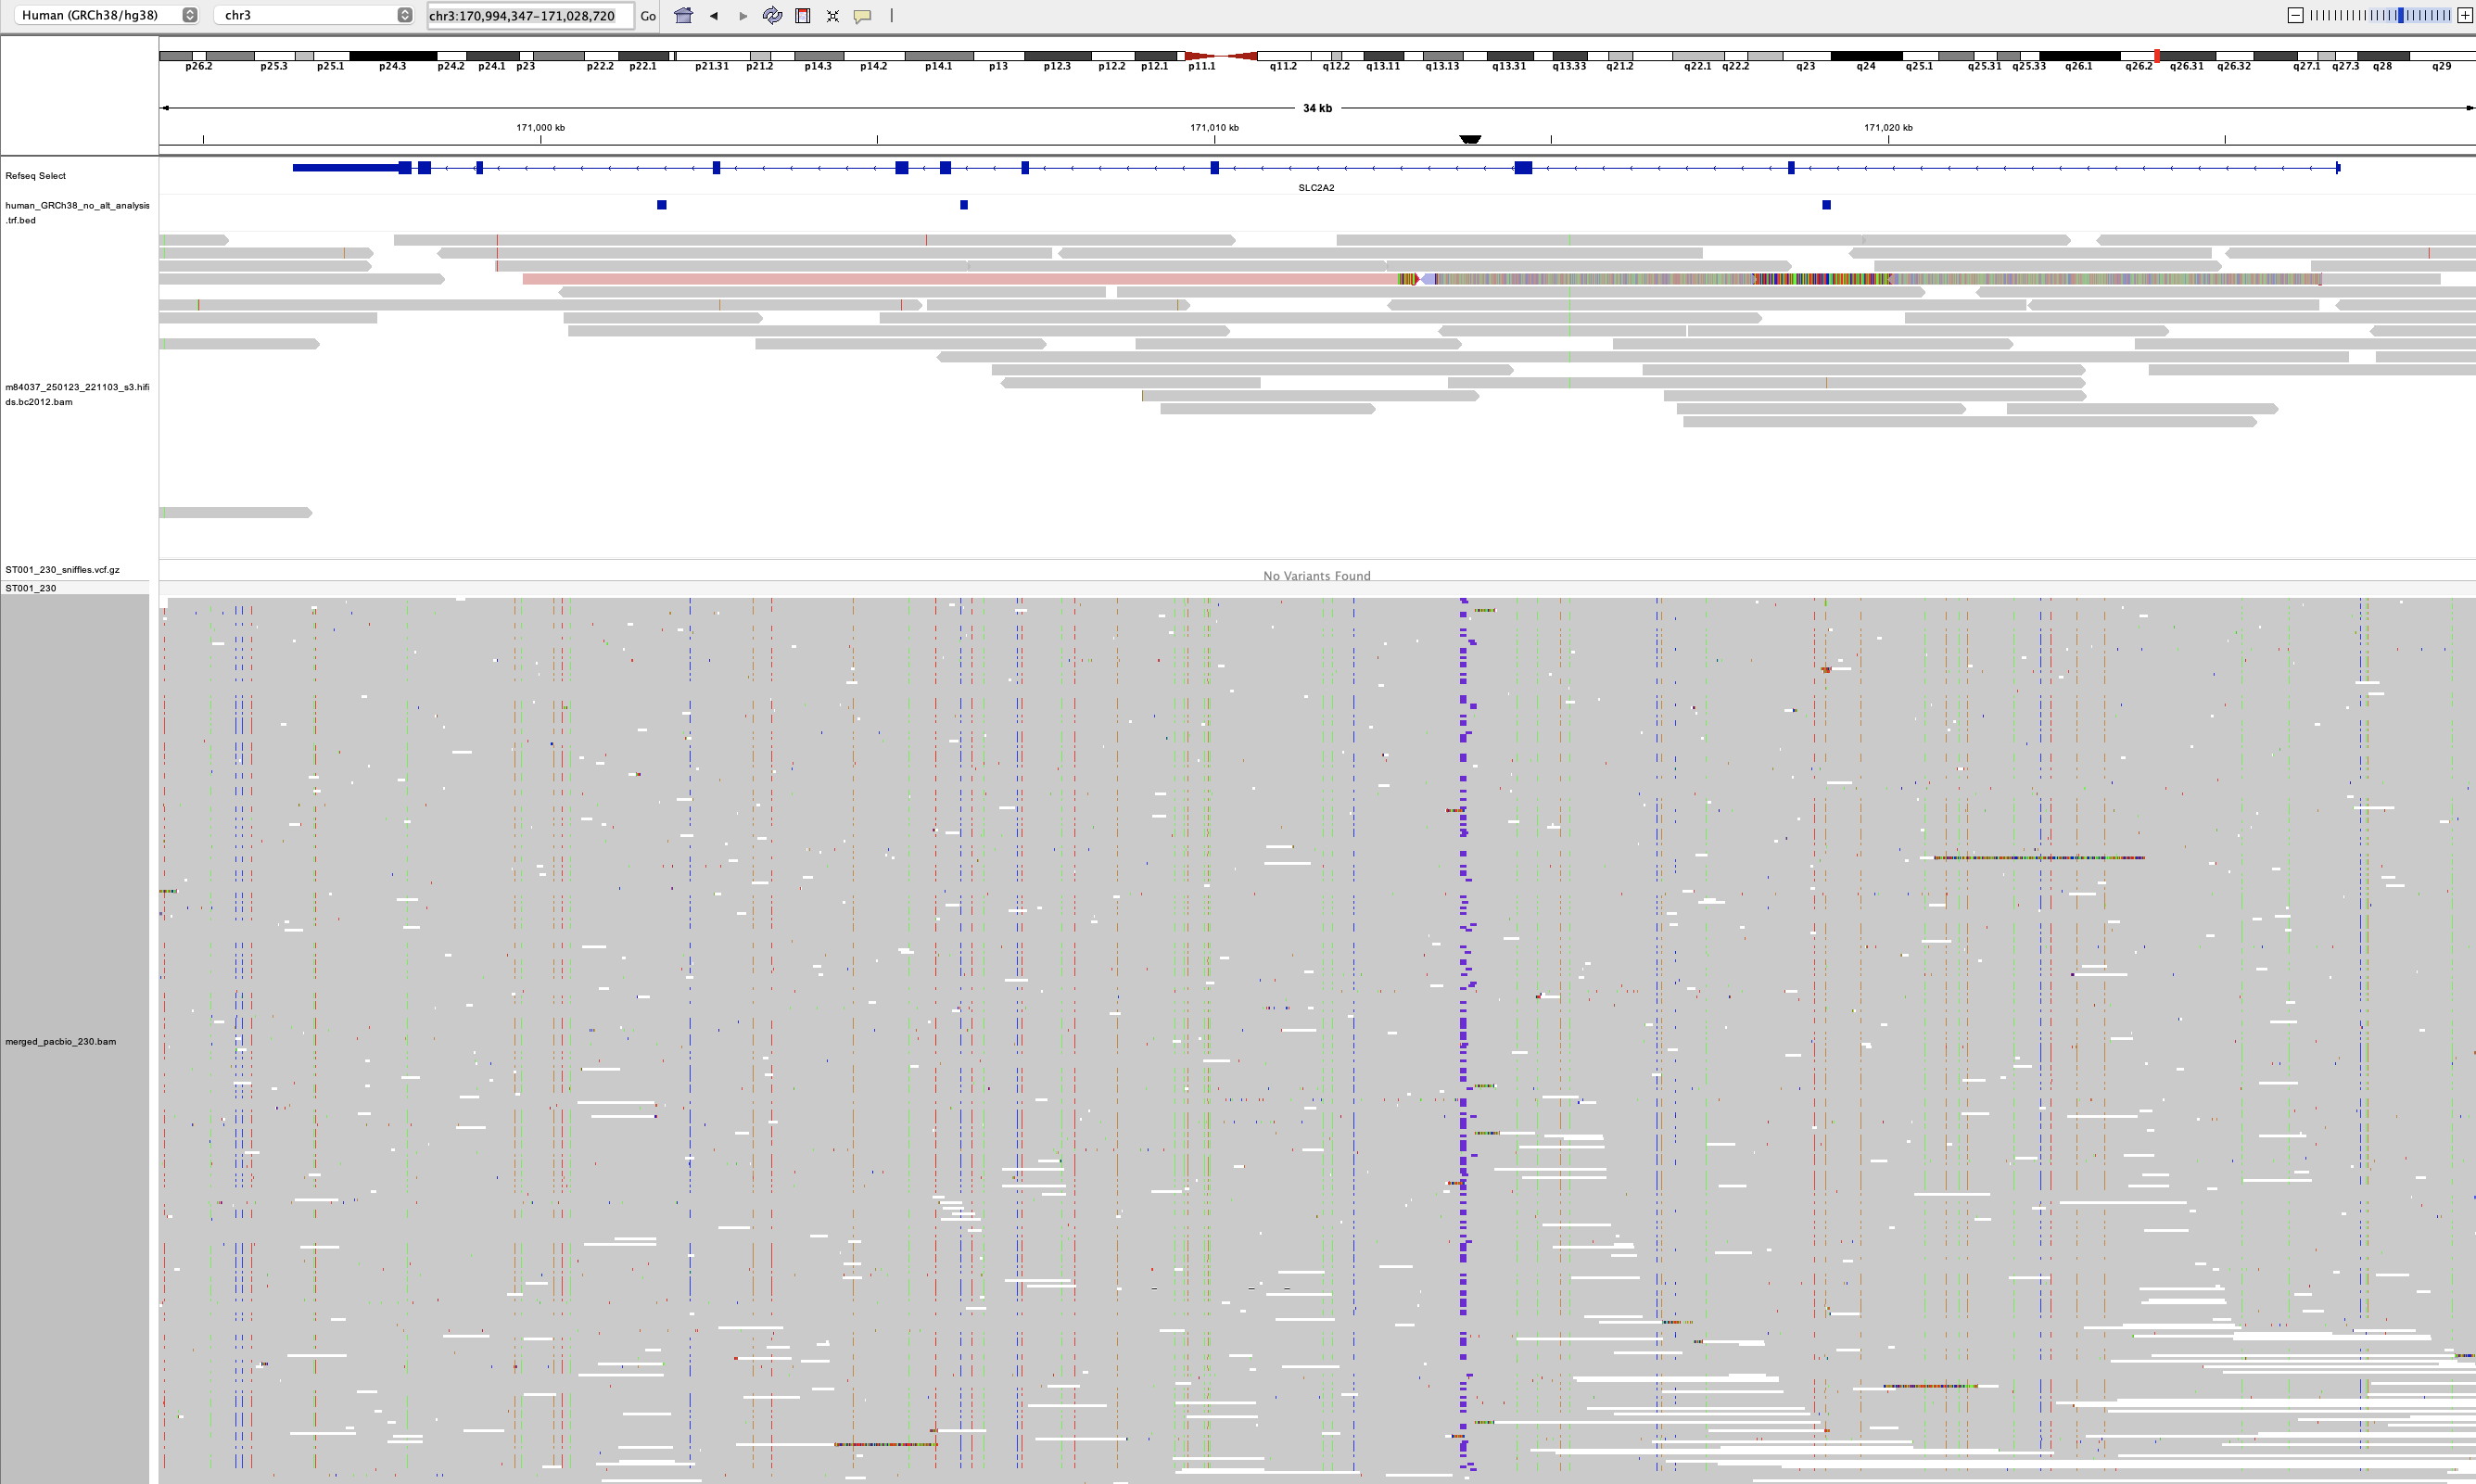 Human (GRCh38/hg38) chr3 chr3:170,994,347-171,028,720 Go
p26.2 p25.3 p25.1 p24.3 p24.2 p24.1 p23 p22.2 p22.1 p21.31 p21.2 p14.3 p14.2 p14.1 p13 p12.3 p12.2 p12.1 p11.1 q11.2 q12.2 q13.11 q13.13 q13.31 q13.33 q21.2 q22.1 q22.2 q23 q24 q25.1 q25.31 q25.33 q26.1 q26.2 q26.31 q26.32 q27.1 q27.3 q28 q29
34 kb
171,000 kb 171,010 kb 171,020 kb
Refseq Select
SLC2A2
human_GRCh38_no_alt_analysis
.trf.bed
m84037_250123_221103_s3.hifi
ds.bc2012.bam
ST001_230_sniffles.vcf.gz
No Variants Found
ST001_230
merged_pacbio_230.bam